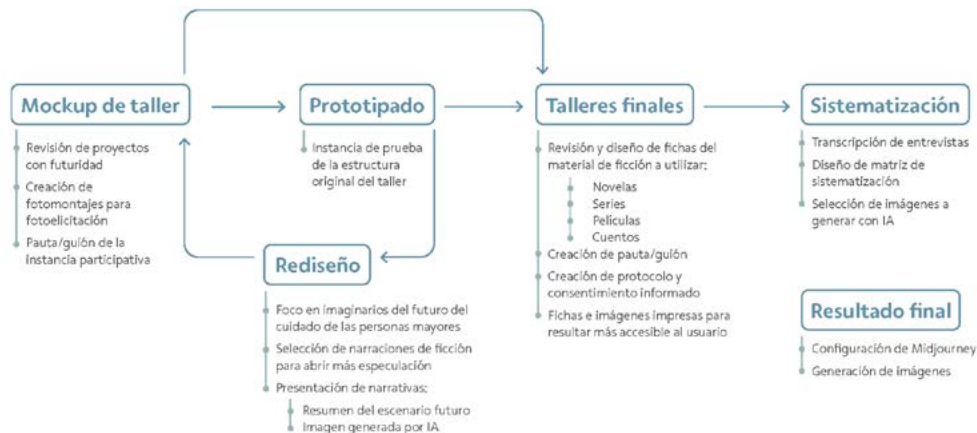 Mockup de taller
Revisión de proyectos
con futuridad
Creación de
fotomontajes para
fotoelicitación
Pauta/guión de la
instancia participativa
Prototipado
Instancia de prueba
de la estructura
original del taller
Rediseño
Foco en imaginarios del futuro del
cuidado de las personas mayores
Selección de narraciones de ficción
para abrir más especulación
Presentación de narrativas:
Resumen del escenario futuro
Imagen generada por IA
Talleres finales
Revisión y diseño de fichas del
material de ficción a utilizar:
Novelas
Series
Películas
Cuentos
Creación de pauta/guión
Creación de protocolo y
consentimiento informado
Fichas e imágenes impresas para
resultar más accesible al usuario
Sistematización
Transcripción de entrevistas
Diseño de matriz de
sistematización
Selección de imágenes a
generar con IA
Resultado final
Configuración de Midjourney
Generación de imágenes